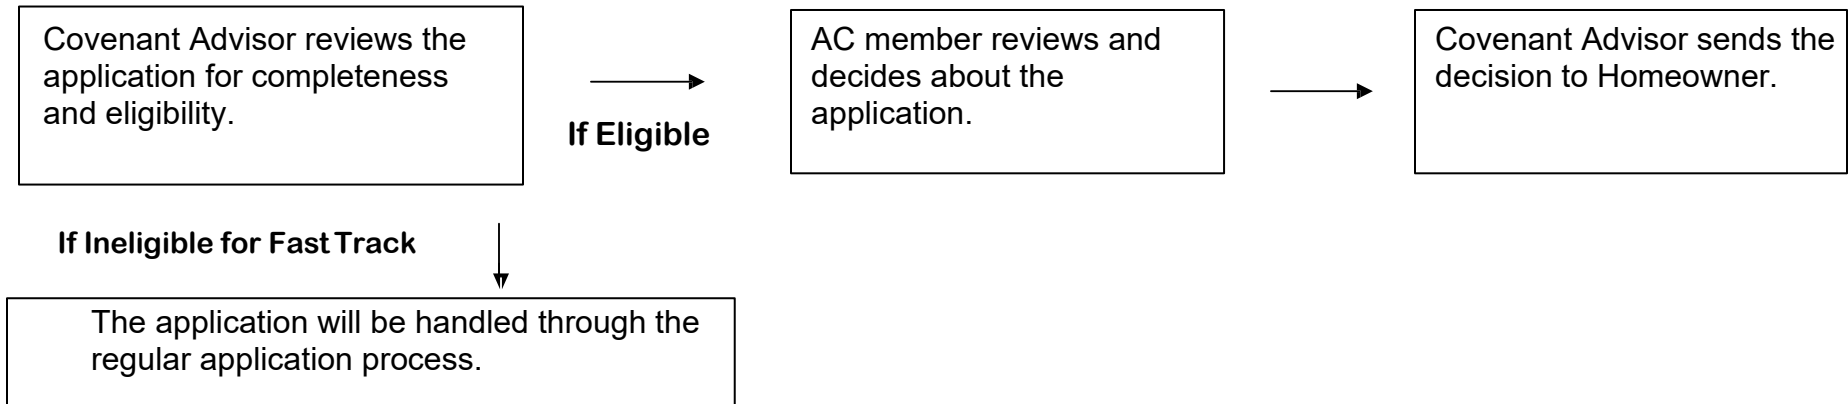 Covenant Advisor reviews the
application for completeness
and eligibility.
If Eligible
AC member reviews and
decides about the
application.
Covenant Advisor sends the
decision to Homeowner.
If Ineligible for Fast Track
The application will be handled through the
regular application process.